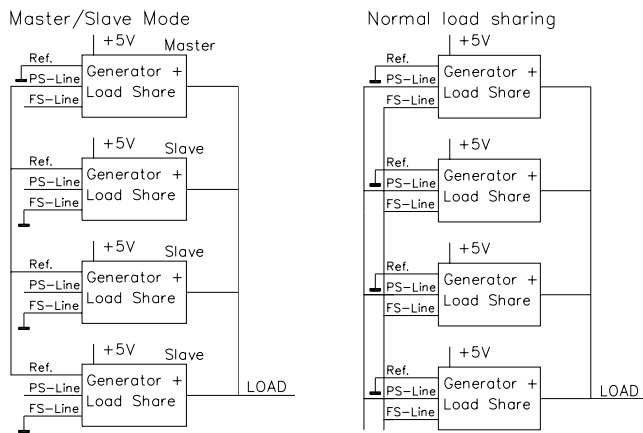 Master/Slave Mode
+5V
Master
Ref.
PS-Line
FS-Line
Generator +
Load Share
+5V
Slave
Ref.
PS-Line
FS-Line
Generator +
Load Share
+5V
Slave
Ref.
PS-Line
FS-Line
Generator +
Load Share
+5V
Slave
Ref.
PS-Line
FS-Line
Generator +
Load Share
LOAD
Normal load sharing
+5V
Ref.
PS-Line
FS-Line
Generator +
Load Share
+5V
Ref.
PS-Line
FS-Line
Generator +
Load Share
+5V
Ref.
PS-Line
FS-Line
Generator +
Load Share
+5V
Ref.
PS-Line
FS-Line
Generator +
Load Share
LOAD